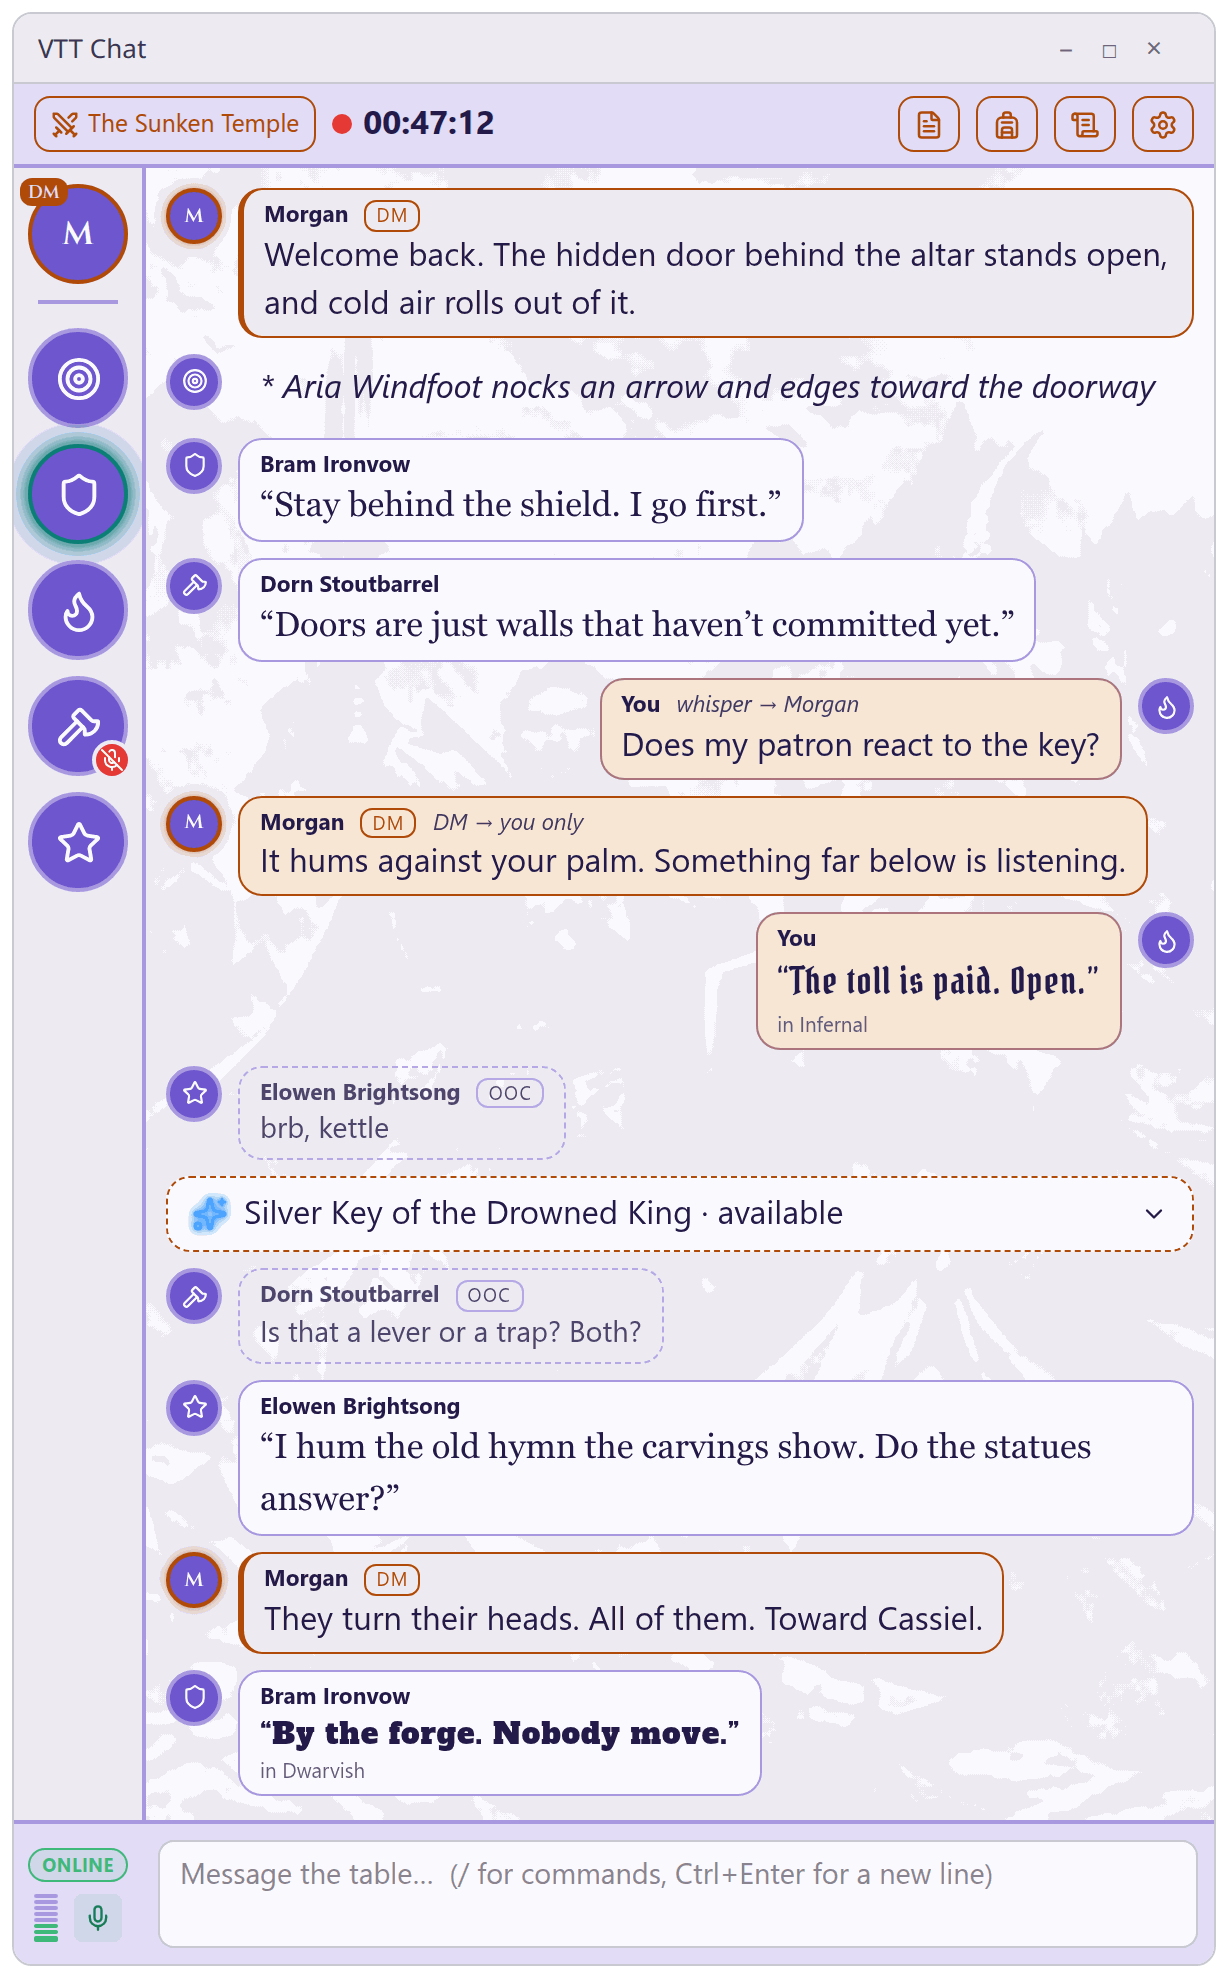 VTT Chat
The Sunken Temple
00:47:12
DM
M
M
Morgan DM
Welcome back. The hidden door behind the altar stands open,
and cold air rolls out of it.
* Aria Windfoot nocks an arrow and edges toward the doorway
Bram Ironvow
“Stay behind the shield. I go first.”
Dorn Stoutbarrel
“Doors are just walls that haven’t committed yet.”
You whisper → Morgan
Does my patron react to the key?
M
Morgan DM DM → you only
It hums against your palm. Something far below is listening.
You
“The toll is paid. Open.”
in Infernal
Elowen Brightsong OOC
brb, kettle
Silver Key of the Drowned King · available
Dorn Stoutbarrel OOC
Is that a lever or a trap? Both?
Elowen Brightsong
“I hum the old hymn the carvings show. Do the statues
answer?”
M
Morgan DM
They turn their heads. All of them. Toward Cassiel.
Bram Ironvow
“By the forge. Nobody move.”
in Dwarvish
ONLINE
Message the table... (/ for commands, Ctrl+Enter for a new line)